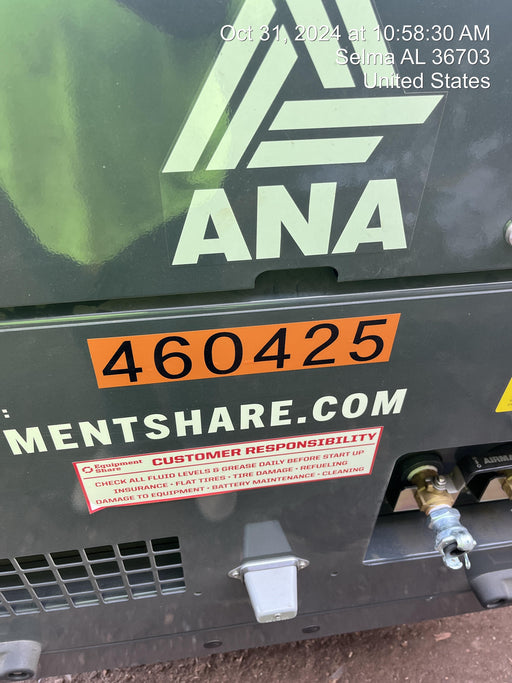 Oct 31, 2024 at 10:58:30 AM
Selma AL 36703
United States
ANA
460425
:
MENTSHARE.COM
Equipment Share
CUSTOMER RESPONSIBILITY
CHECK ALL FLUID LEVELS & GREASE DAILY BEFORE START UP
INSURANCE • FLAT TIRES • TIRE DAMAGE • REFUELING
DAMAGE TO EQUIPMENT • BATTERY MAINTENANCE • CLEANING
AIRMA